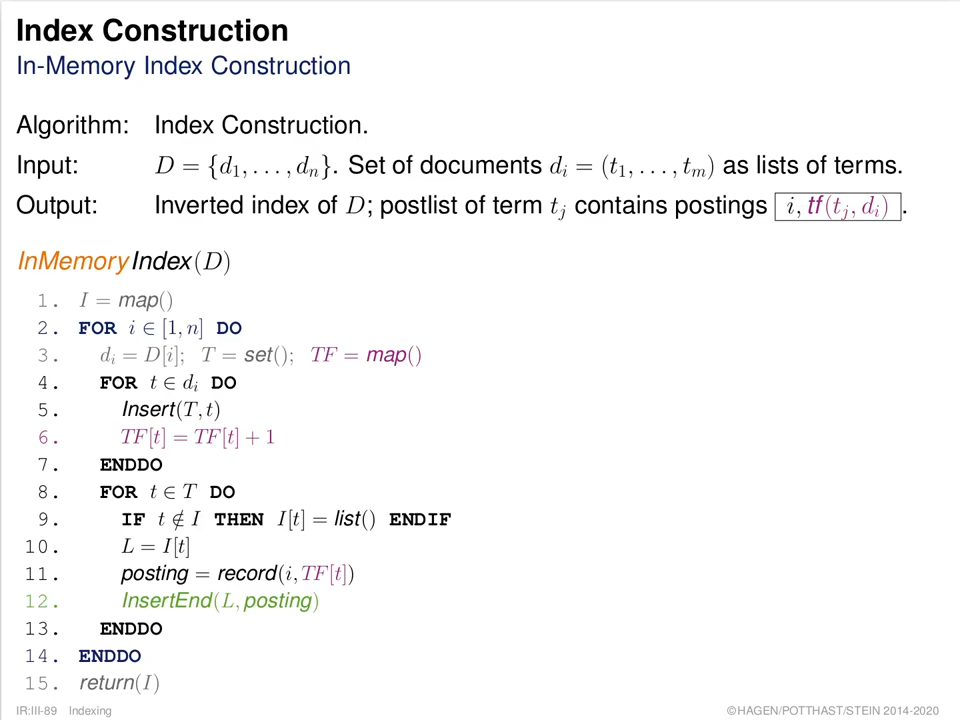 Index Construction
In-Memory Index Construction
Algorithm: Index Construction.
Input: D = {d₁, . . . , dₙ}. Set of documents dᵢ = (t₁, . . . , tₘ) as lists of terms.
Output: Inverted index of D; postlist of term tⱼ contains postings i, tf(tⱼ, dᵢ) .
InMemoryIndex(D)
1. I = map()
2. FOR i ∈ [1, n] DO
3. dᵢ = D[i]; T = set(); TF = map()
4. FOR t ∈ dᵢ DO
5. Insert(T, t)
6. TF[t] = TF[t] + 1
7. ENDDO
8. FOR t ∈ T DO
9. IF t ∉ I THEN I[t] = list() ENDIF
10. L = I[t]
11. posting = record(i, TF[t])
12. InsertEnd(L, posting)
13. ENDDO
14. ENDDO
15. return(I)
IR:III-89 Indexing ©HAGEN/POTTHAST/STEIN 2014-2020